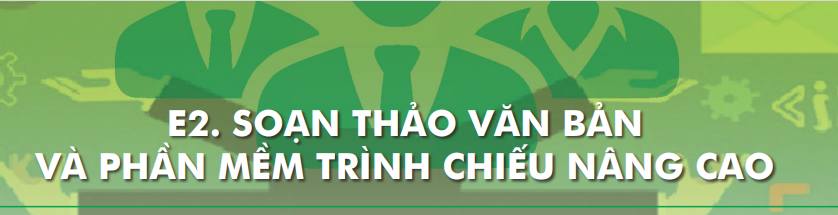 E2. SOẠN THẢO VĂN BẢN
VÀ PHẦN MỀM TRÌNH CHIẾU NÂNG CAO